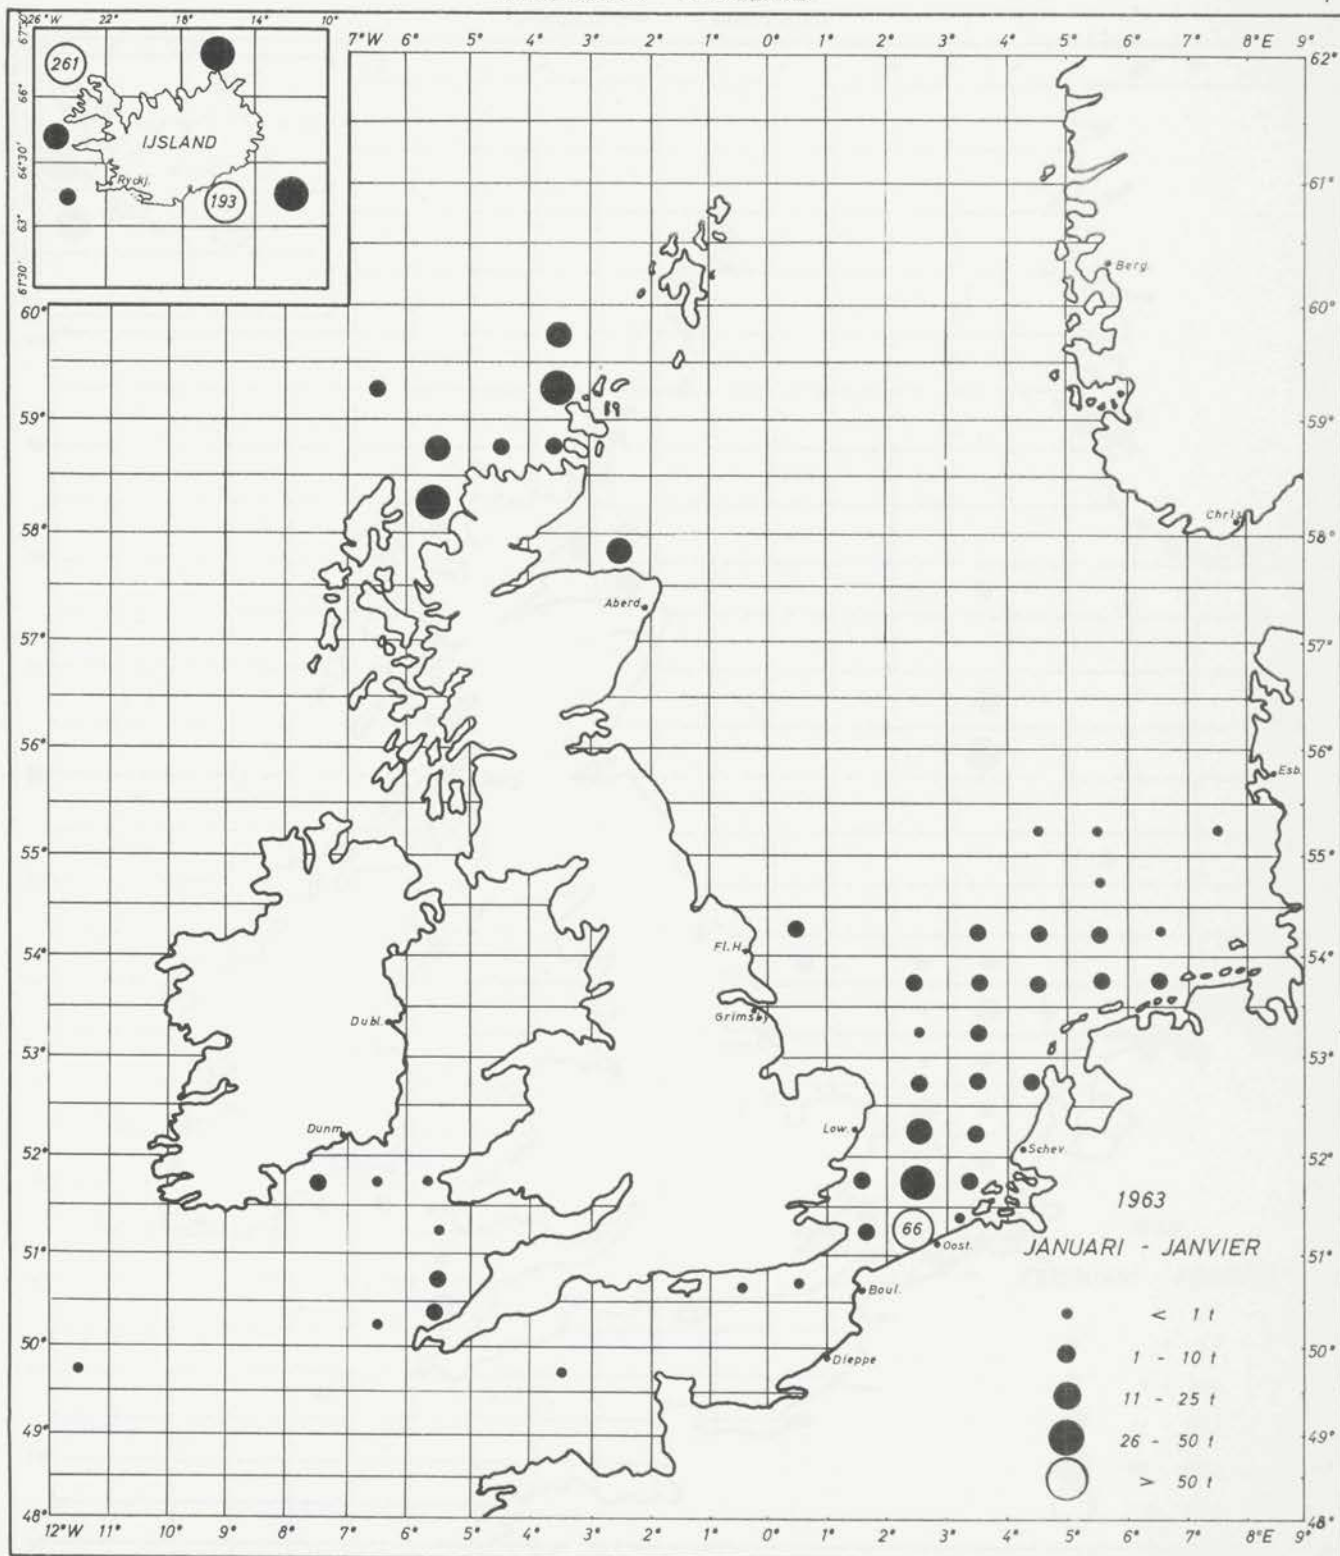 26°W 22° 18° 14° 10°
67°30'
66°
64°30'
63°
61°30'
261
IJSLAND
Ryckj.
193
7°W 6° 5° 4° 3° 2° 1° 0° 1° 2° 3° 4° 5° 6° 7° 8°E 9°
62°
61°
60° 60°
59° 59°
58° 58°
57° 57°
56° 56°
55° 55°
54° 54°
53° 53°
52° 52°
51° 51°
50° 50°
49° 49°
48° 48°
Berg.
Chris
Aberd.
Esb.
Fl.H.
Grimsby
Dubl.
Dunm
Low.
Schev.
66
Oost.
Boul.
Dieppe
1963
JANUARI - JANVIER
< 1 t
1 - 10 t
11 - 25 t
26 - 50 t
> 50 t
12°W 11° 10° 9° 8° 7° 6° 5° 4° 3° 2° 1° 0° 1° 2° 3° 4° 5° 6° 7° 8°E 9°